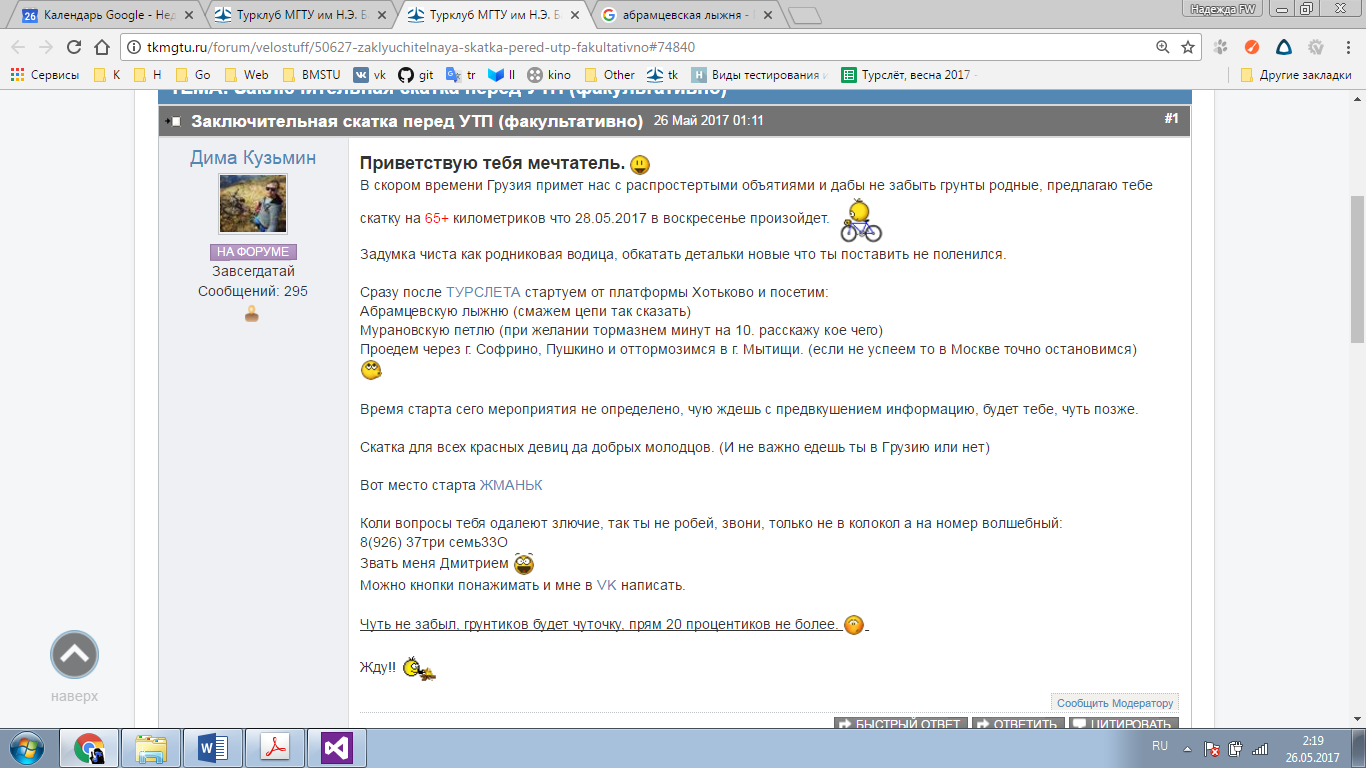 Надежда FW
Календарь Google - Нед
Турклуб МГТУ им Н.Э. Б
Турклуб МГТУ им Н.Э. Б
абрамцевская лыжня -
tkmgtu.ru/forum/velostuff/50627-zaklyuchitelnaya-skatka-pered-utp-fakultativno#74840
Сервисы K H Go Web BMSTU vk git tr ll kino Other tk Виды тестирования Турслёт, весна 2017 - Другие закладки
ТЕМА: Заключительная скатка перед УТП (факультативно)
Заключительная скатка перед УТП (факультативно) 26 Май 2017 01:11 #1
Дима Кузьмин
НА ФОРУМЕ
Завсегдатай
Сообщений: 295
Приветствую тебя мечтатель.
В скором времени Грузия примет нас с распростертыми объятиями и дабы не забыть грунты родные, предлагаю тебе
скатку на 65+ километриков что 28.05.2017 в воскресенье произойдет.
Задумка чиста как родниковая водица, обкатать детальки новые что ты поставить не поленился.
Сразу после ТУРСЛЕТА стартуем от платформы Хотьково и посетим:
Абрамцевскую лыжню (смажем цепи так сказать)
Мурановскую петлю (при желании тормазнем минут на 10. расскажу кое чего)
Проедем через г. Софрино, Пушкино и оттормозимся в г. Мытищи. (если не успеем то в Москве точно остановимся)
Время старта сего мероприятия не определено, чую ждешь с предвкушением информацию, будет тебе, чуть позже.
Скатка для всех красных девиц да добрых молодцов. (И не важно едешь ты в Грузию или нет)
Вот место старта ЖМАНЬК
Коли вопросы тебя одалеют злючие, так ты не робей, звони, только не в колокол а на номер волшебный:
8(926) 37три семь33О
Звать меня Дмитрием
Можно кнопки понажимать и мне в VK написать.
Чуть не забыл, грунтиков будет чуточку, прям 20 процентиков не более.
Жду!!
Сообщить Модератору
БЫСТРЫЙ ОТВЕТ ОТВЕТИТЬ ЦИТИРОВАТЬ
наверх
RU
2:19
26.05.2017